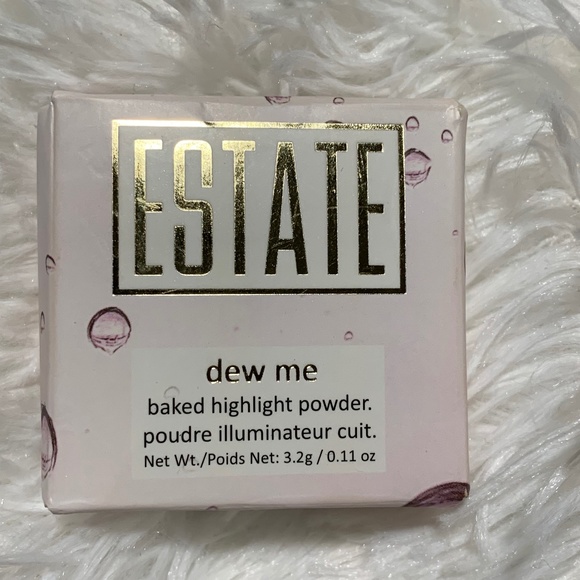 ESTATE
dew me
baked highlight powder.
poudre illuminateur cuit.
Net Wt./Poids Net: 3.2g / 0.11 oz